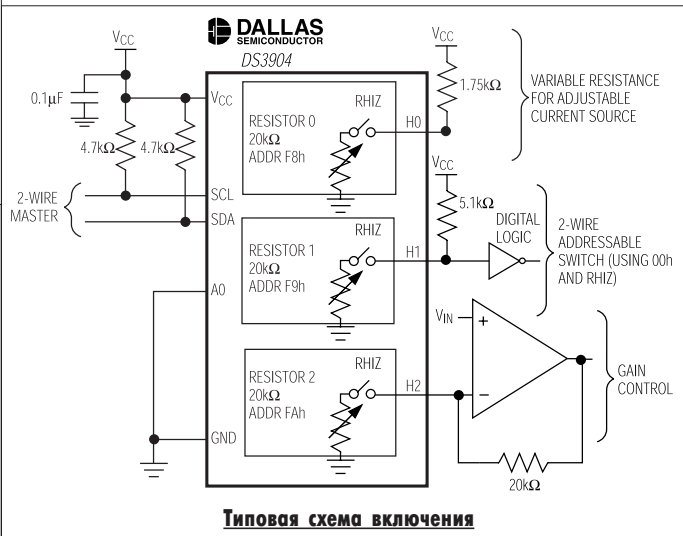 DALLAS
SEMICONDUCTOR
DS3904
VCC
0.1µF
4.7kΩ
4.7kΩ
2-WIRE
MASTER
VCC
SCL
SDA
A0
GND
RESISTOR 0
20kΩ
ADDR F8h
RHIZ
H0
RESISTOR 1
20kΩ
ADDR F9h
RHIZ
H1
RESISTOR 2
20kΩ
ADDR FAh
RHIZ
H2
VCC
1.75kΩ
VARIABLE RESISTANCE
FOR ADJUSTABLE
CURRENT SOURCE
VCC
5.1kΩ
DIGITAL
LOGIC
2-WIRE
ADDRESSABLE
SWITCH (USING 00h
AND RHIZ)
VIN
+
−
GAIN
CONTROL
20kΩ
Типовая схема включения